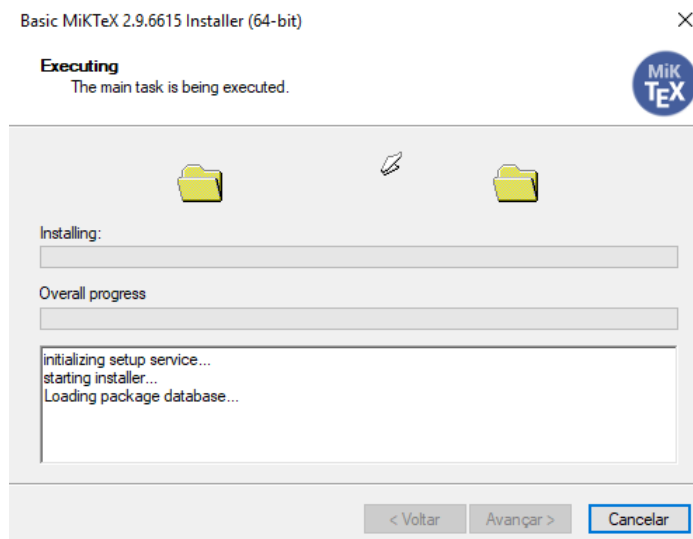 Basic MiKTeX 2.9.6615 Installer (64-bit)
Executing
The main task is being executed.
MiK
TEX
Installing:
Overall progress
initializing setup service...
starting installer...
Loading package database...
< Voltar
Avançar >
Cancelar